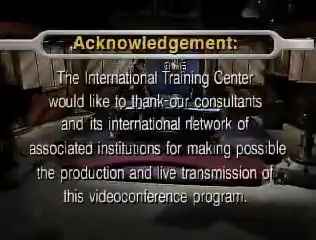 Acknowledgement:
The International Training Center
would like to thank our consultants
and its international network of
associated institutions for making possible
the production and live transmission of
this videoconference program.